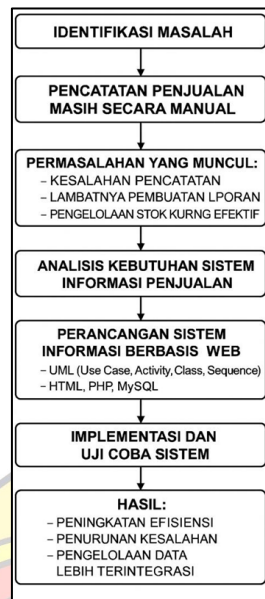 IDENTIFIKASI MASALAH
PENCATATAN PENJUALAN
MASIH SECARA MANUAL
PERMASALAHAN YANG MUNCUL:
– KESALAHAN PENCATATAN
– LAMBATNYA PEMBUATAN LPORAN
– PENGELOLAAN STOK KURNG EFEKTIF
ANALISIS KEBUTUHAN SISTEM
INFORMASI PENJUALAN
PERANCANGAN SISTEM
INFORMASI BERBASIS WEB
– UML (Use Case, Activity, Class, Sequence)
– HTML, PHP, MySQL
IMPLEMENTASI DAN
UJI COBA SISTEM
HASIL:
– PENINGKATAN EFISIENSI
– PENURUNAN KESALAHAN
– PENGELOLAAN DATA
LEBIH TERINTEGRASI